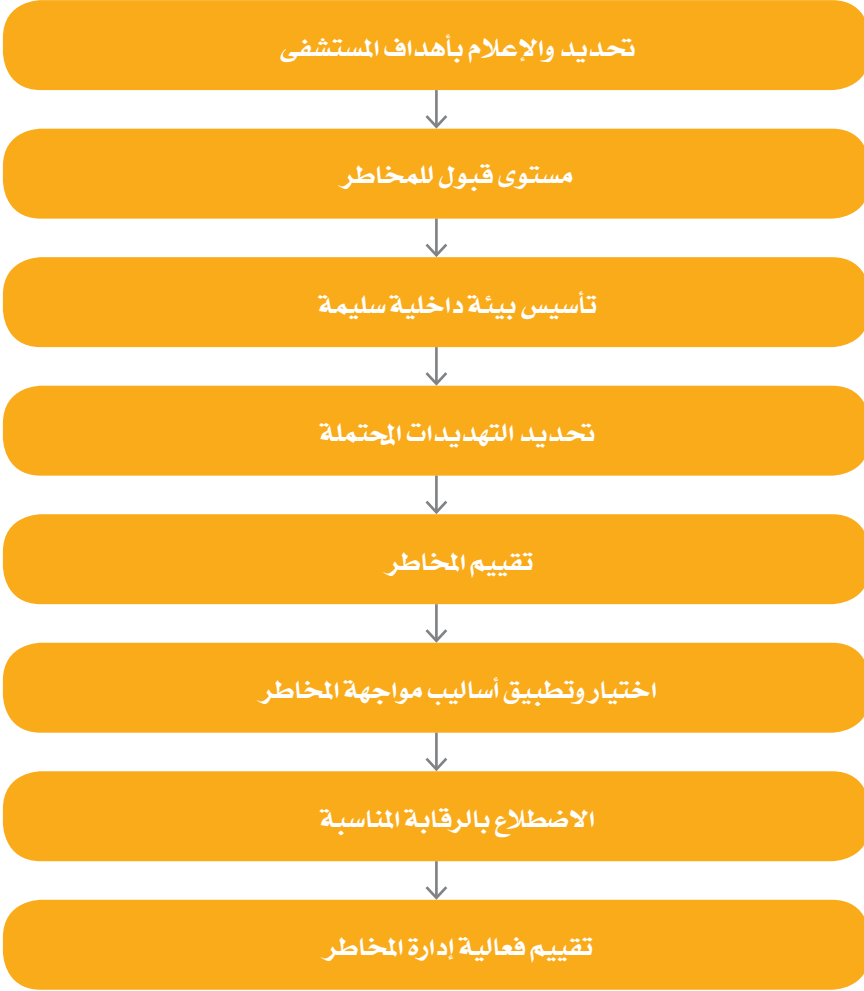 تحديد والإعلام بأهداف المستشفى
مستوى قبول للمخاطر
تأسيس بيئة داخلية سليمة
تحديد التهديدات المحتملة
تقييم المخاطر
اختيار وتطبيق أساليب مواجهة المخاطر
الاضطلاع بالرقابة المناسبة
تقييم فعالية إدارة المخاطر